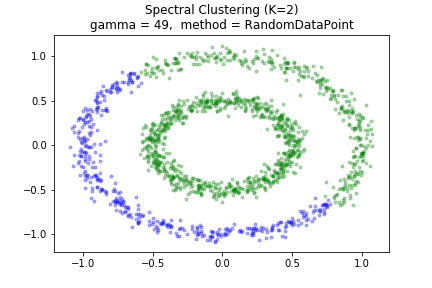 Spectral Clustering (K=2)
gamma = 49,  method = RandomDataPoint
1.0
0.5
0.0
−0.5
−1.0
−1.0 −0.5 0.0 0.5 1.0